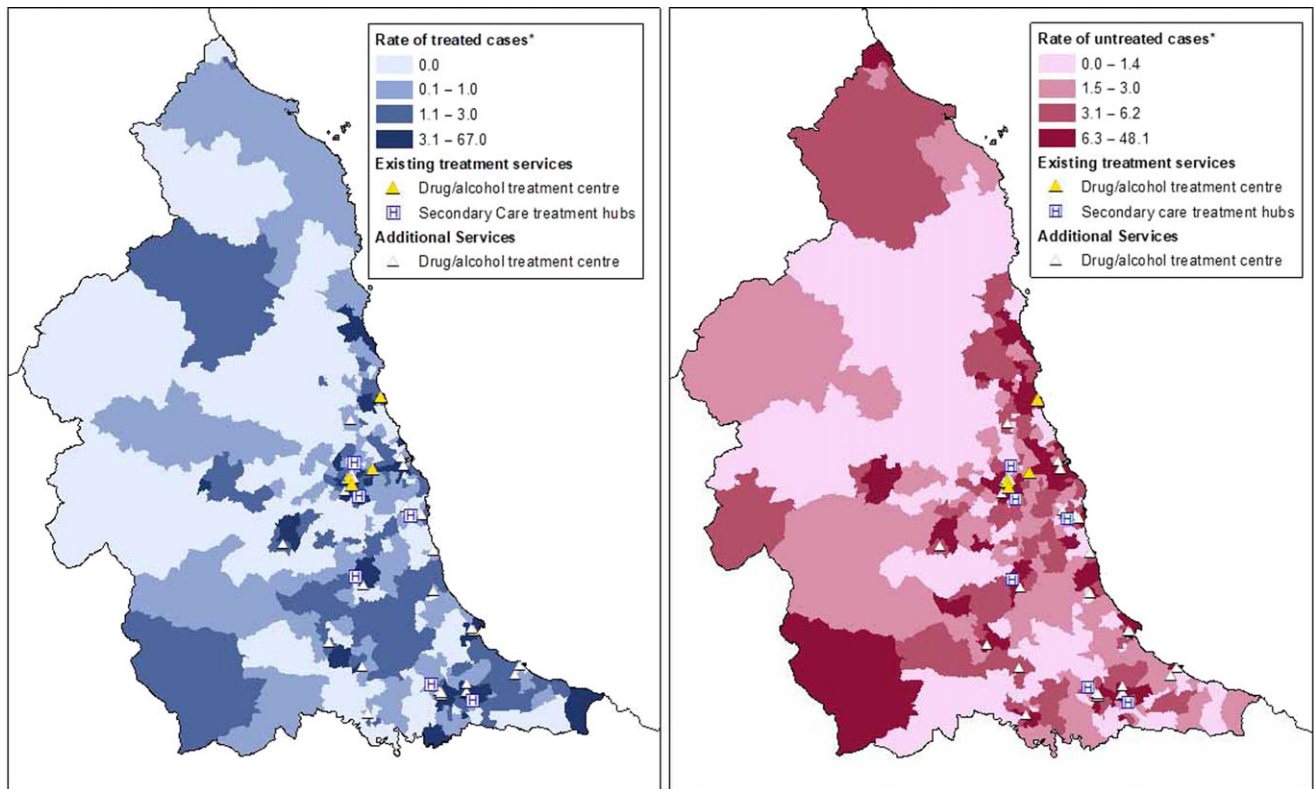 Rate of treated cases*
0.0
0.1 – 1.0
1.1 – 3.0
3.1 – 67.0
Existing treatment services
Drug/alcohol treatment centre
H Secondary Care treatment hubs
Additional Services
Drug/alcohol treatment centre
H
H
H
H
H
H
Rate of untreated cases*
0.0 – 1.4
1.5 – 3.0
3.1 – 6.2
6.3 – 48.1
Existing treatment services
Drug/alcohol treatment centre
H Secondary care treatment hubs
Additional Services
Drug/alcohol treatment centre
H
H
H
H
H
H